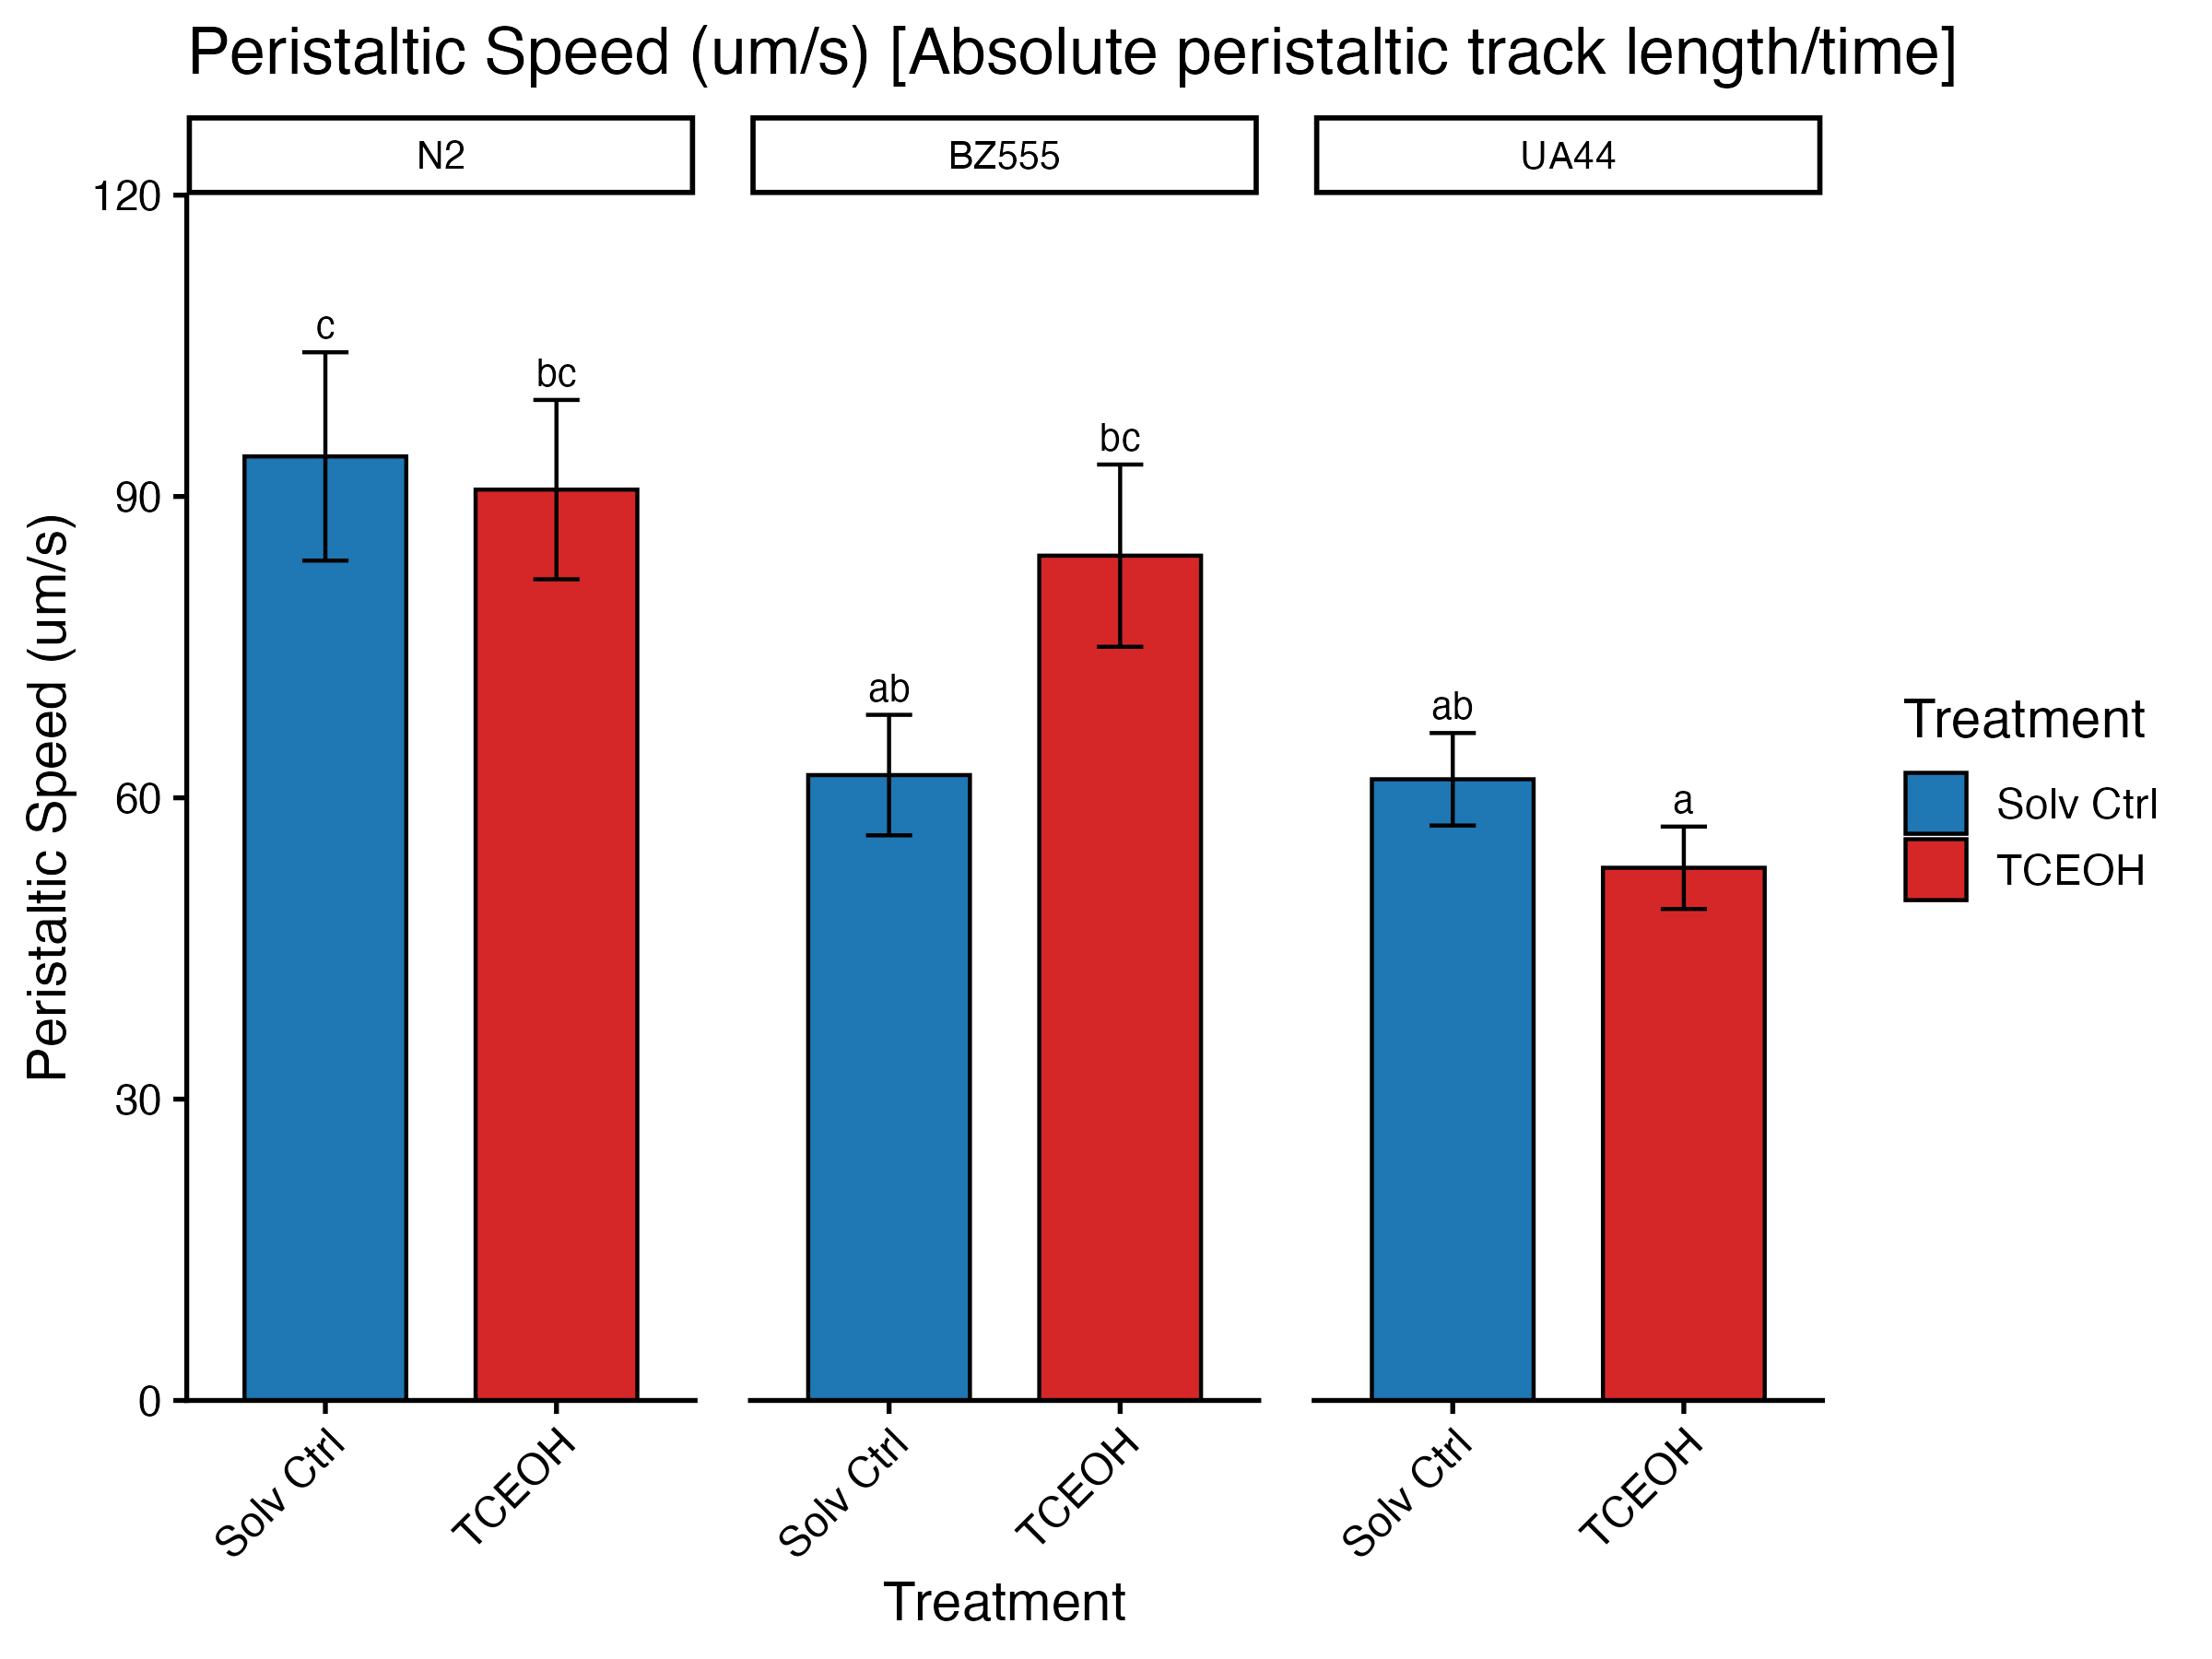 Peristaltic Speed (um/s) [Absolute peristaltic track length/time]
N2
BZ555
UA44
120
90
60
30
0
Peristaltic Speed (um/s)
c
bc
ab
bc
ab
a
Solv Ctrl
TCEOH
Solv Ctrl
TCEOH
Solv Ctrl
TCEOH
Treatment
Treatment
Solv Ctrl
TCEOH